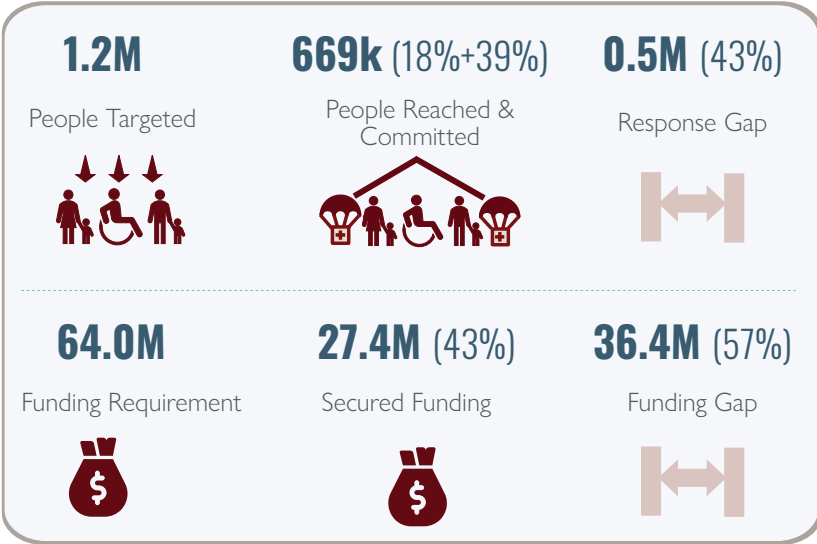 1.2M
People Targeted
669k (18%+39%)
People Reached &
Committed
0.5M (43%)
Response Gap
64.0M
Funding Requirement
$
27.4M (43%)
Secured Funding
$
36.4M (57%)
Funding Gap